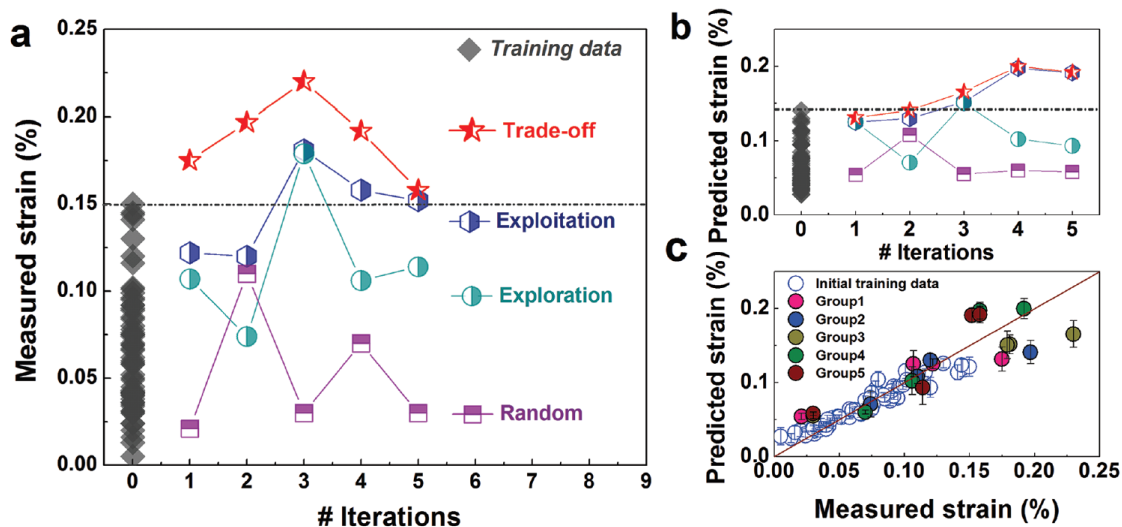 a
Measured strain (%)
0.25
0.20
0.15
0.10
0.05
0.00
Training data
Trade-off
Exploitation
Exploration
Random
0 1 2 3 4 5 6 7 8 9
# Iterations
b
Predicted strain (%)
0.2
0.1
0.0
0 1 2 3 4 5
# Iterations
c
Predicted strain (%)
0.2
0.1
0.0
Initial training data
Group1
Group2
Group3
Group4
Group5
0.00 0.05 0.10 0.15 0.20 0.25
Measured strain (%)